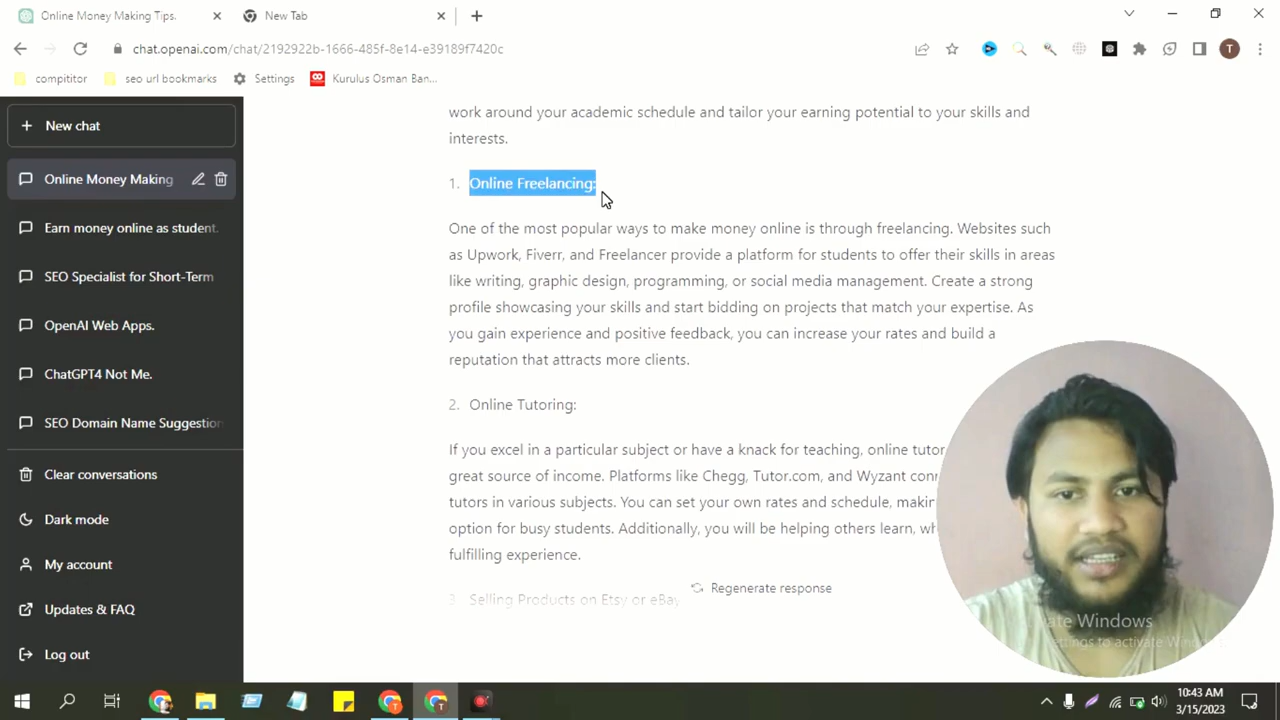 Online Money Making Tips.
New Tab
chat.openai.com/chat/2192922b-1666-485f-8e14-e39189f7420c
T
compititor
seo url bookmarks
Settings
Kurulus Osman Ban...
New chat
Online Money Making
Earn money online as student.
SEO Specialist for Short-Term
OpenAI Web Apps.
ChatGPT4 Not Me.
SEO Domain Name Suggestion
Clear conversations
Dark mode
My account
Updates & FAQ
Log out
work around your academic schedule and tailor your earning potential to your skills and
interests.
1. Online Freelancing:
One of the most popular ways to make money online is through freelancing. Websites such
as Upwork, Fiverr, and Freelancer provide a platform for students to offer their skills in areas
like writing, graphic design, programming, or social media management. Create a strong
profile showcasing your skills and start bidding on projects that match your expertise. As
you gain experience and positive feedback, you can increase your rates and build a
reputation that attracts more clients.
2. Online Tutoring:
If you excel in a particular subject or have a knack for teaching, online tutor
great source of income. Platforms like Chegg, Tutor.com, and Wyzant con
tutors in various subjects. You can set your own rates and schedule, makin
option for busy students. Additionally, you will be helping others learn, wh
fulfilling experience.
Regenerate response
3. Selling Products on Etsy or eBay
ate Windows
ettings to activate Win
10:43 AM
3/15/2023